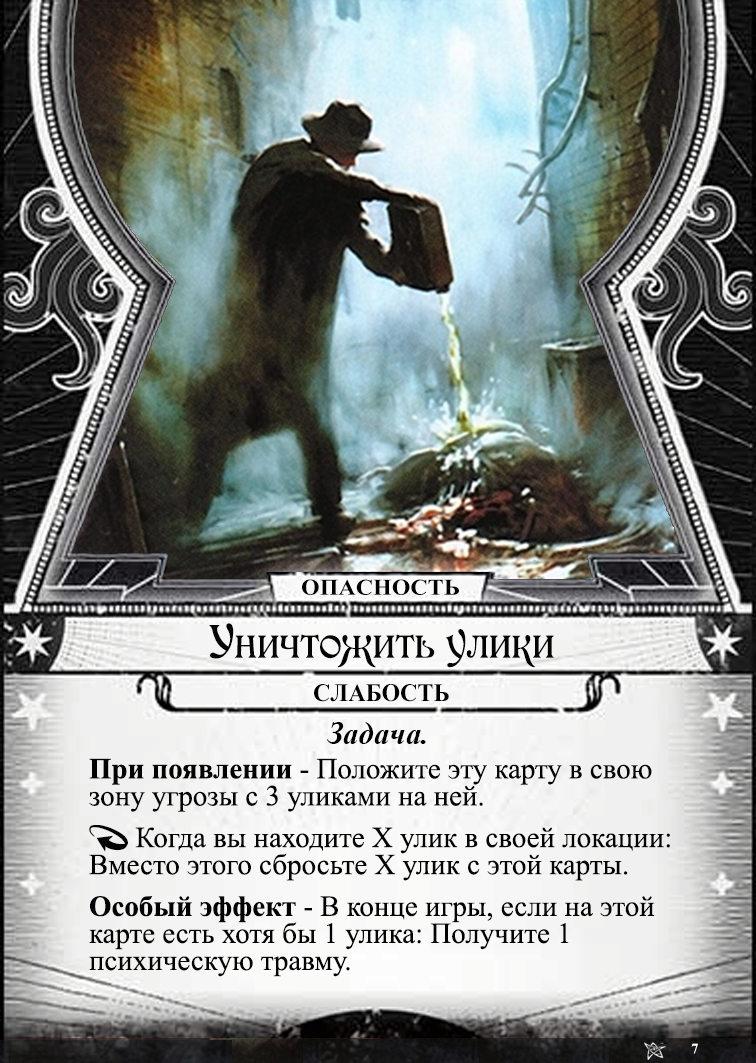 ОПАСНОСТЬ
Уничтожить улики
СЛАБОСТЬ
Задача.
При появлении - Положите эту карту в свою
зону угрозы с 3 уликами на ней.
Когда вы находите X улик в своей локации:
Вместо этого сбросьте X улик с этой карты.
Особый эффект - В конце игры, если на этой
карте есть хотя бы 1 улика: Получите 1
психическую травму.
7